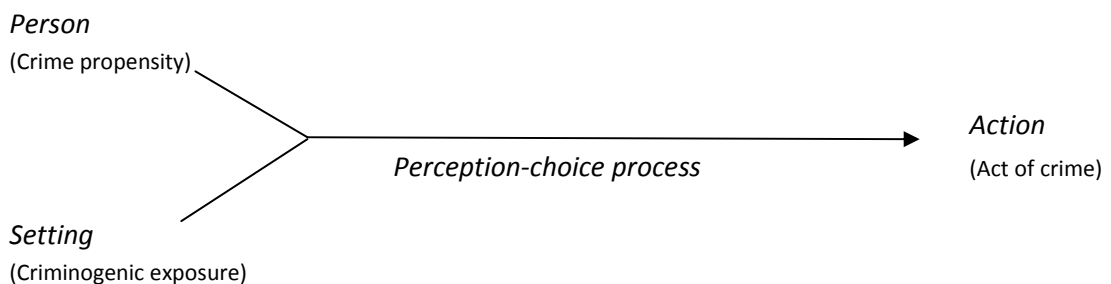 Person
(Crime propensity)
Action
Perception-choice process
(Act of crime)
Setting
(Criminogenic exposure)